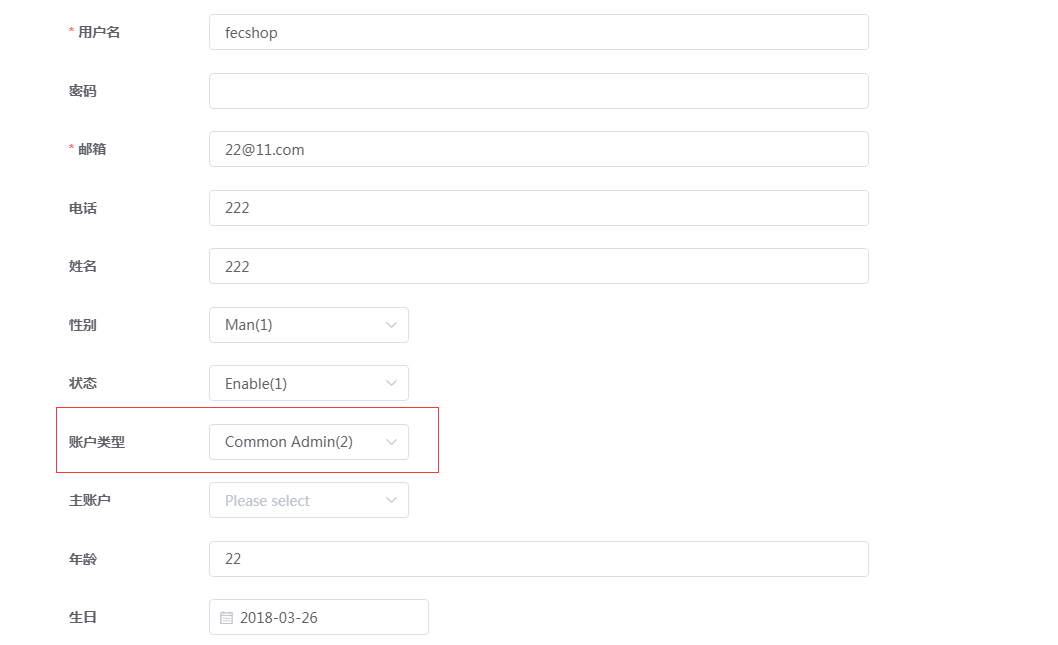 * 用户名 fecshop
密码
* 邮箱 22@11.com
电话 222
姓名 222
性别 Man(1)
状态 Enable(1)
账户类型 Common Admin(2)
主账户 Please select
年龄 22
生日 2018-03-26